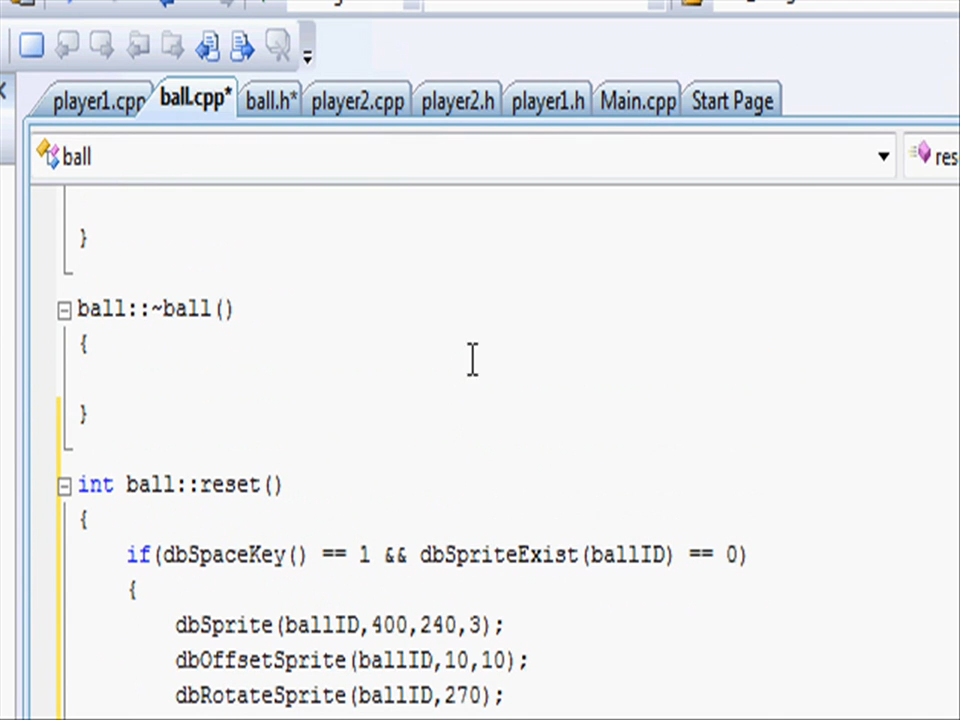 player1.cpp ball.cpp* ball.h* player2.cpp player2.h player1.h Main.cpp Start Page
ball
}
ball::~ball()
{
}
int ball::reset()
{
if(dbSpaceKey() == 1 && dbSpriteExist(ballID) == 0)
{
dbSprite(ballID,400,240,3);
dbOffsetSprite(ballID,10,10);
dbRotateSprite(ballID,270);